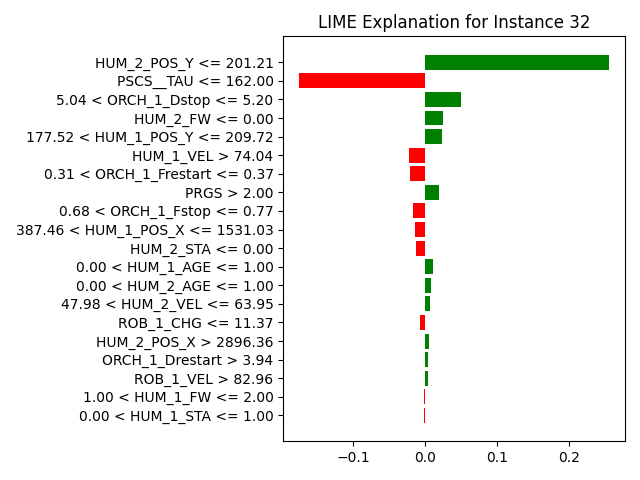 LIME Explanation for Instance 32
HUM_2_POS_Y <= 201.21
PSCS__TAU <= 162.00
5.04 < ORCH_1_Dstop <= 5.20
HUM_2_FW <= 0.00
177.52 < HUM_1_POS_Y <= 209.72
HUM_1_VEL > 74.04
0.31 < ORCH_1_Frestart <= 0.37
PRGS > 2.00
0.68 < ORCH_1_Fstop <= 0.77
387.46 < HUM_1_POS_X <= 1531.03
HUM_2_STA <= 0.00
0.00 < HUM_1_AGE <= 1.00
0.00 < HUM_2_AGE <= 1.00
47.98 < HUM_2_VEL <= 63.95
ROB_1_CHG <= 11.37
HUM_2_POS_X > 2896.36
ORCH_1_Drestart > 3.94
ROB_1_VEL > 82.96
1.00 < HUM_1_FW <= 2.00
0.00 < HUM_1_STA <= 1.00
−0.1 0.0 0.1 0.2